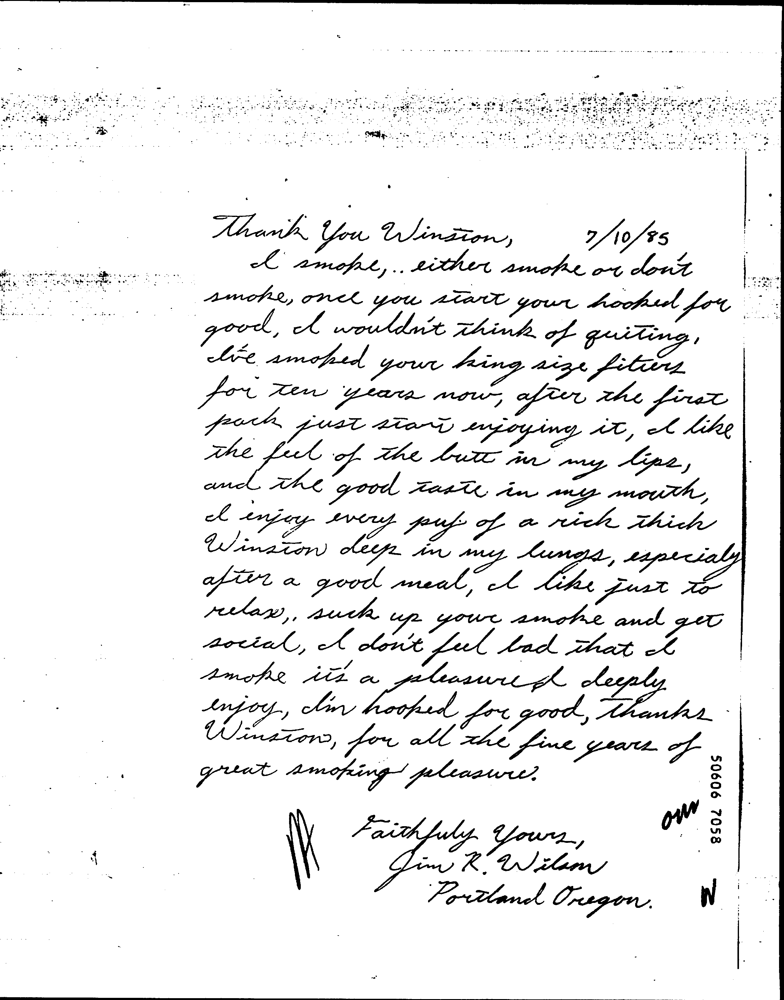 Thank You Winston, 7/10/85
I smoke,.. either smoke or don't
smoke, once you start your hooked for
good, I wouldn't think of quiting,
I've smoked your king size filters
for ten years now, after the first
pack just start enjoying it, I like
the feel of the butt in my lips,
and the good taste in my mouth,
I enjoy every puf of a rich thick
Winston deep in my lungs, especialy
after a good meal, I like just to
relax,. suck up your smoke and get
social, I don't feel bad that I
smoke it's a pleasure I deeply
enjoy, I'm hooked for good, thanks
Winston, for all the fine years of
great smoking pleasure.
Faithfuly Yours,
Jim R. Wilson
Portland Oregon.
50606 7058
W